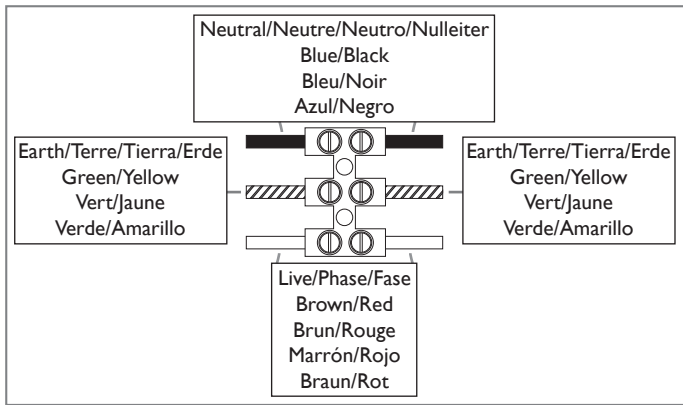 Neutral/Neutre/Neutro/Nulleiter
Blue/Black
Bleu/Noir
Azul/Negro
Earth/Terre/Tierra/Erde
Green/Yellow
Vert/Jaune
Verde/Amarillo
Earth/Terre/Tierra/Erde
Green/Yellow
Vert/Jaune
Verde/Amarillo
Live/Phase/Fase
Brown/Red
Brun/Rouge
Marrón/Rojo
Braun/Rot